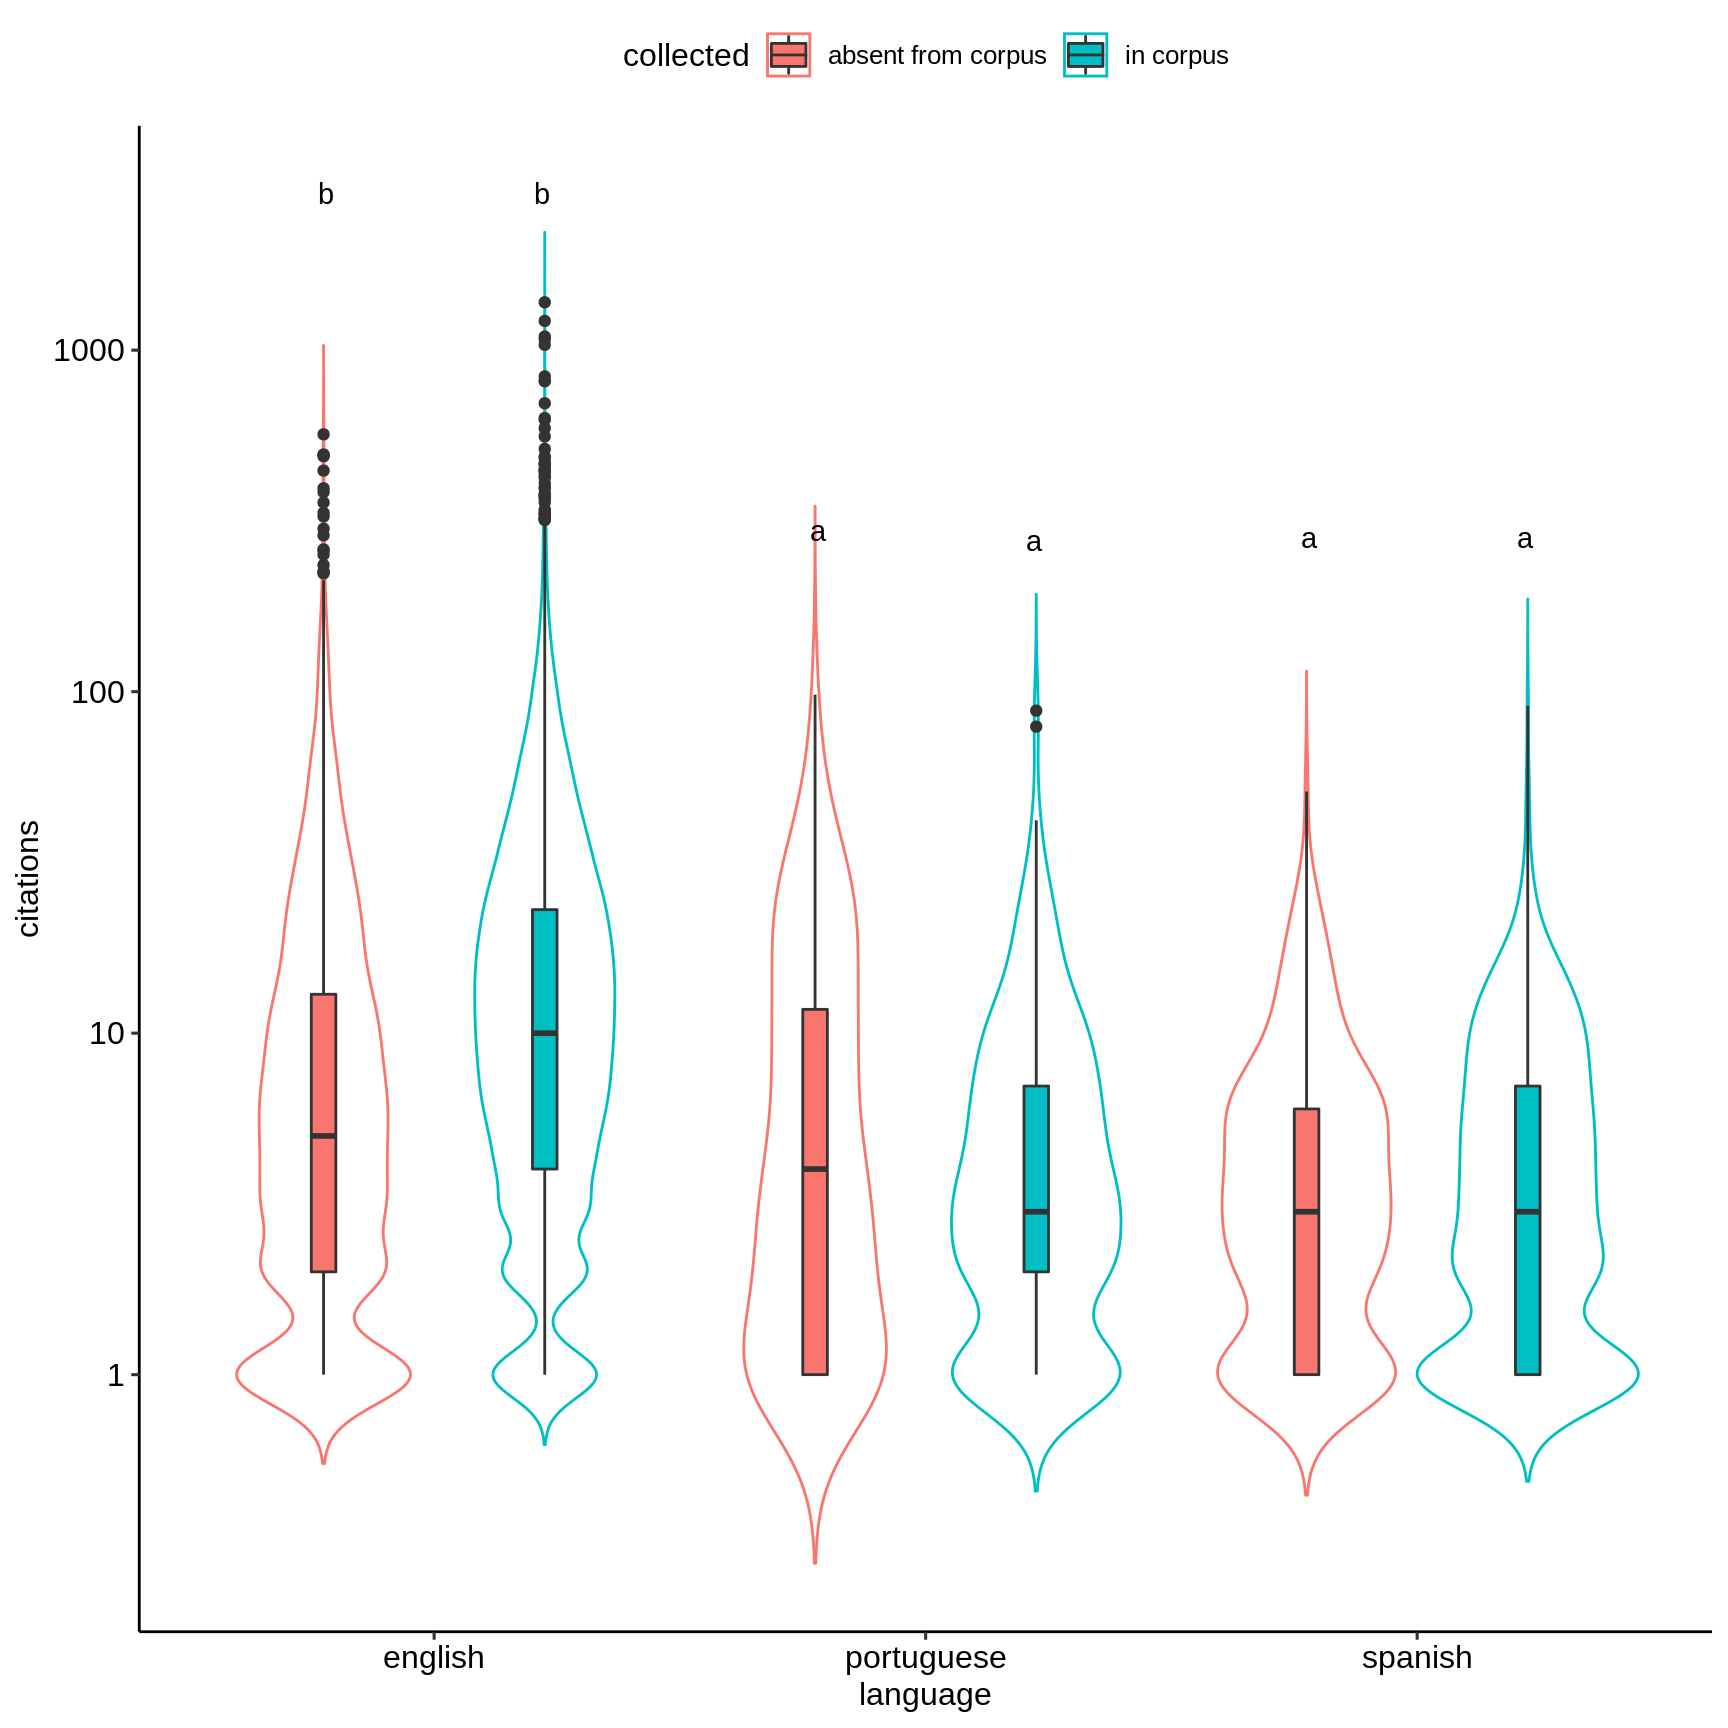 collected absent from corpus in corpus
b b
1000
a a a a
100
citations
10
1
english portuguese spanish
language